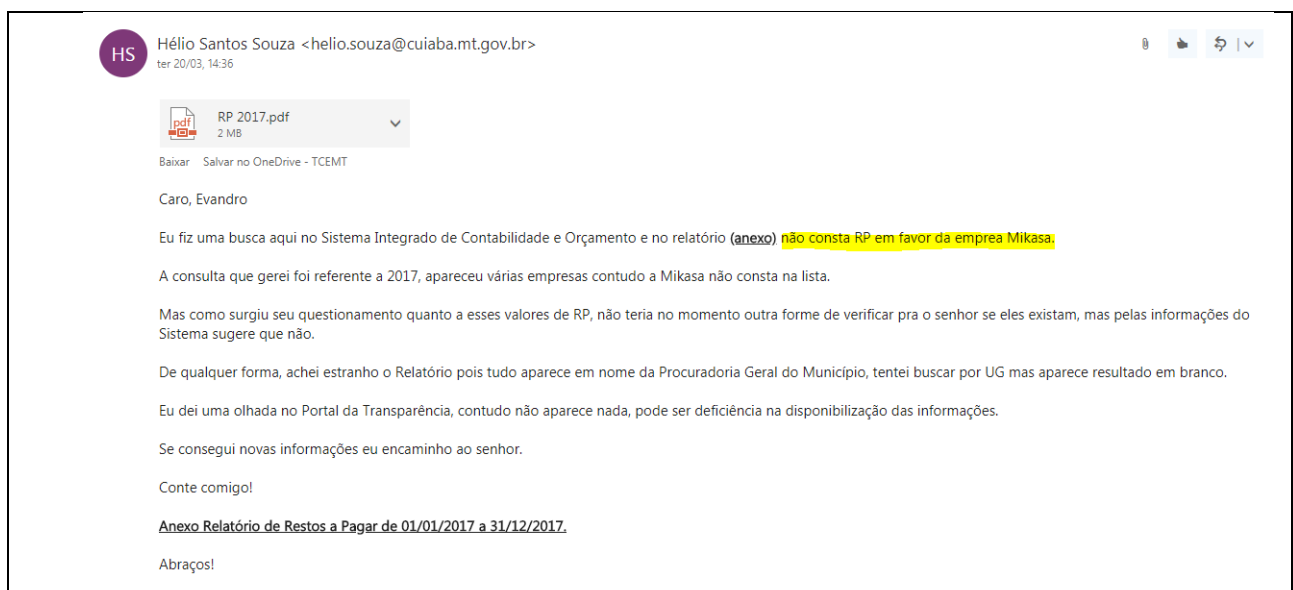 HS
Hélio Santos Souza <helio.souza@cuiaba.mt.gov.br>
ter 20/03, 14:36
pdf
RP 2017.pdf
2 MB
Baixar Salvar no OneDrive - TCEMT
Caro, Evandro
Eu fiz uma busca aqui no Sistema Integrado de Contabilidade e Orçamento e no relatório (anexo) não consta RP em favor da emprea Mikasa.
A consulta que gerei foi referente a 2017, apareceu várias empresas contudo a Mikasa não consta na lista.
Mas como surgiu seu questionamento quanto a esses valores de RP, não teria no momento outra forme de verificar pra o senhor se eles existam, mas pelas informações do
Sistema sugere que não.
De qualquer forma, achei estranho o Relatório pois tudo aparece em nome da Procuradoria Geral do Município, tentei buscar por UG mas aparece resultado em branco.
Eu dei uma olhada no Portal da Transparência, contudo não aparece nada, pode ser deficiência na disponibilização das informações.
Se consegui novas informações eu encaminho ao senhor.
Conte comigo!
Anexo Relatório de Restos a Pagar de 01/01/2017 a 31/12/2017.
Abraços!